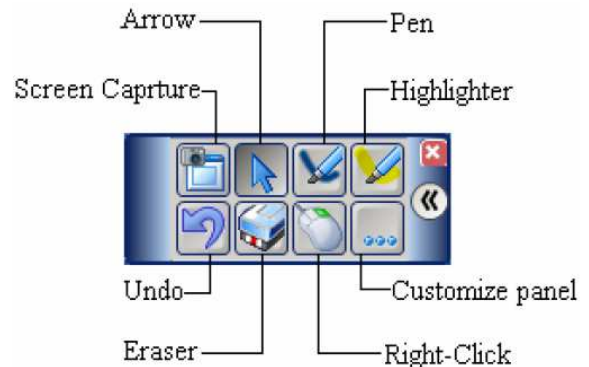 Arrow
Pen
Screen Caprture
Highlighter
Undo
Customize panel
Eraser
Right-Click